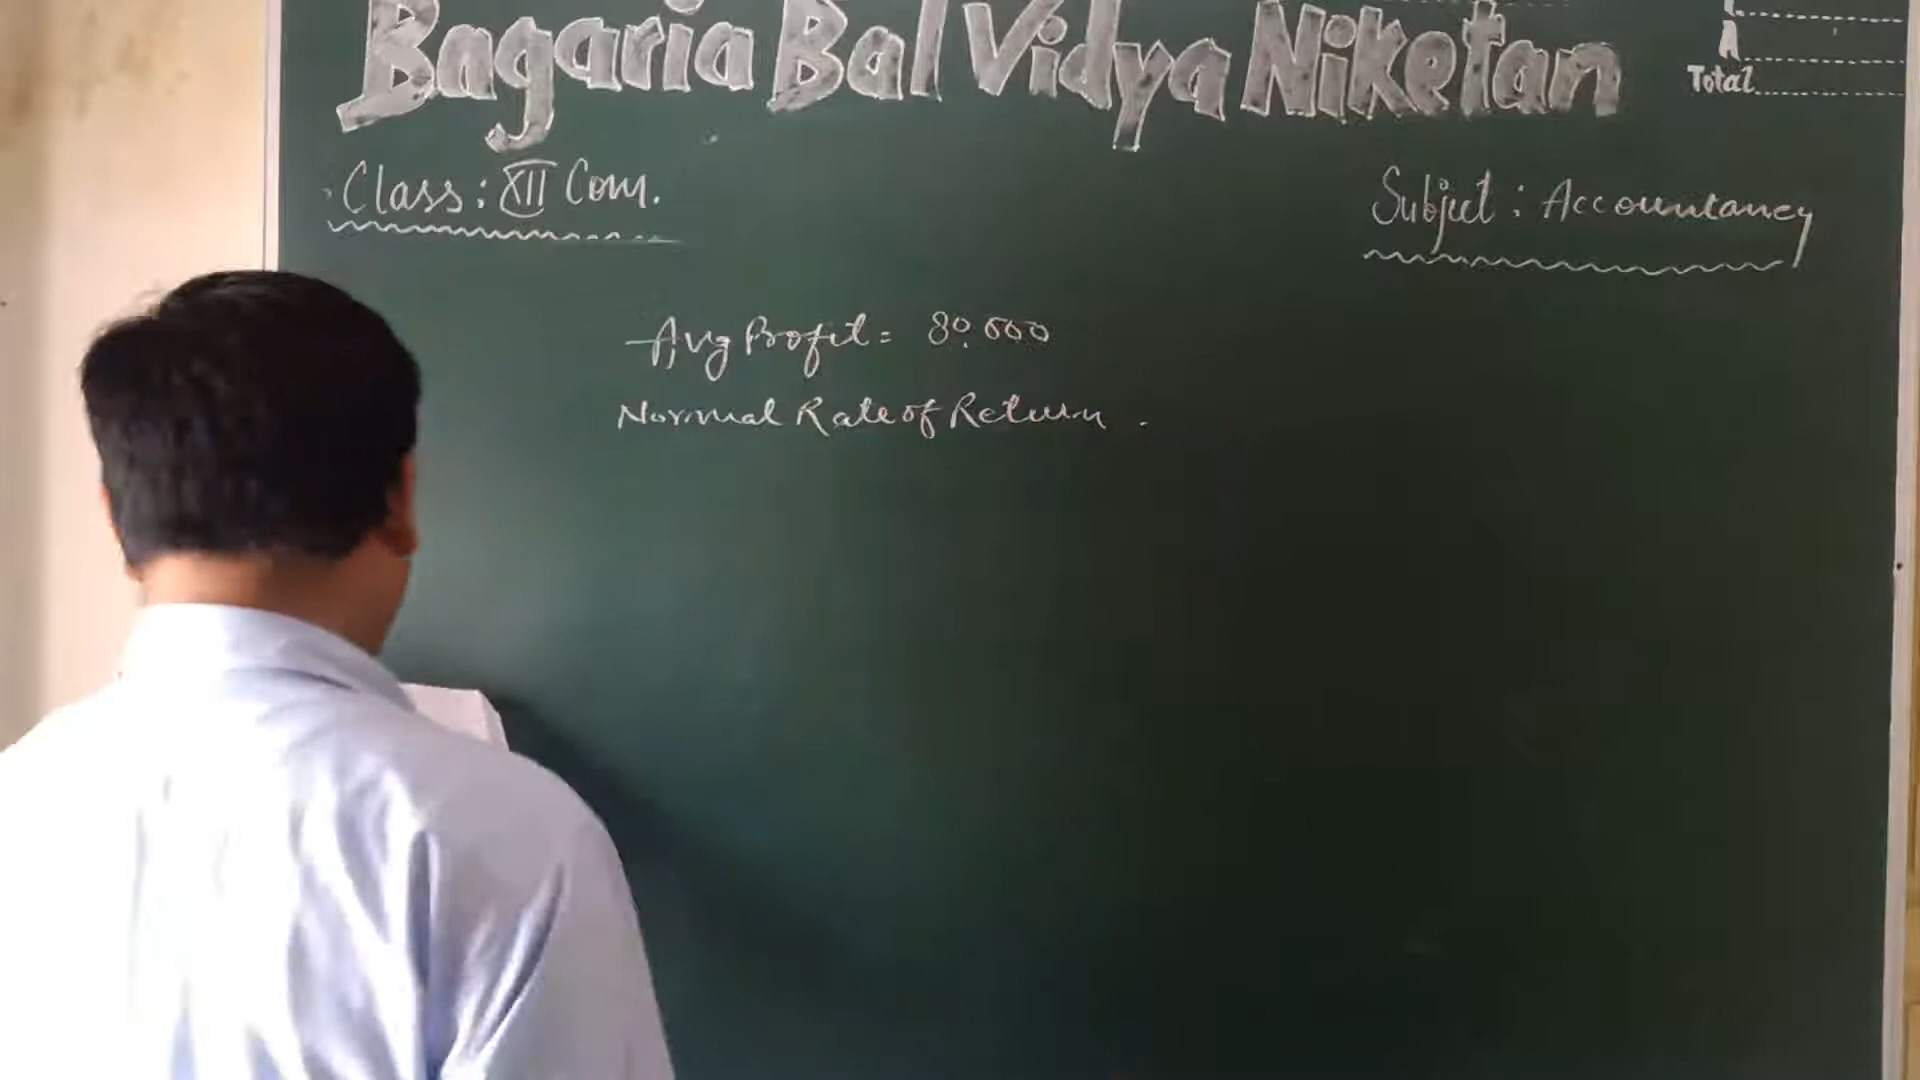 Bagaria Bal Vidya Niketan
A
Total
Class: XII Com.
Subject: Accountancy
Avg Profit = 80,000
Normal Rate of Return